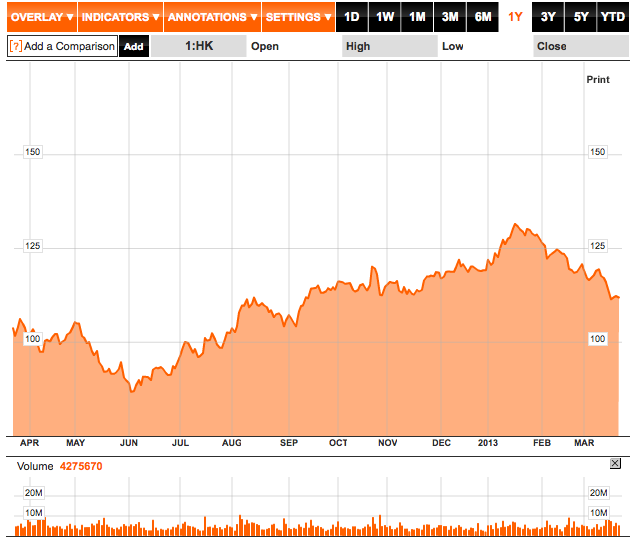 OVERLAY ▼ INDICATORS ▼ ANNOTATIONS ▼ SETTINGS ▼ 1D 1W 1M 3M 6M 1Y 3Y 5Y YTD
[?] Add a Comparison Add 1:HK Open High Low Close
Print
150 150
125 125
100 100
APR MAY JUN JUL AUG SEP OCT NOV DEC 2013 FEB MAR
Volume 4275670
20M 20M
10M 10M